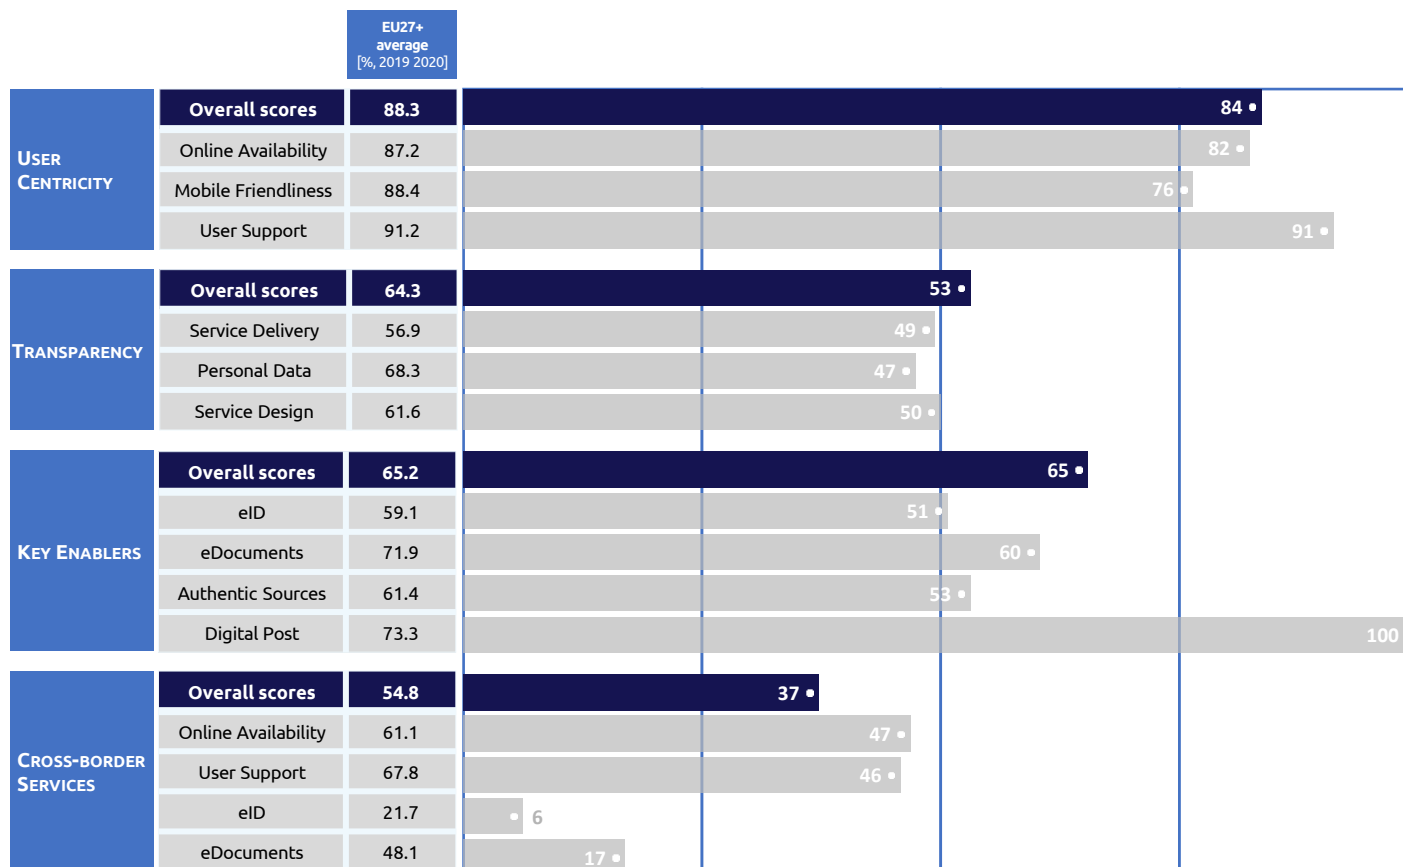 EU27+
average
[%, 2019 2020]
USER
CENTRICITY
Overall scores 88.3 84
Online Availability 87.2 82
Mobile Friendliness 88.4 76
User Support 91.2 91
TRANSPARENCY
Overall scores 64.3 53
Service Delivery 56.9 49
Personal Data 68.3 47
Service Design 61.6 50
KEY ENABLERS
Overall scores 65.2 65
eID 59.1 51
eDocuments 71.9 60
Authentic Sources 61.4 53
Digital Post 73.3 100
CROSS-BORDER
SERVICES
Overall scores 54.8 37
Online Availability 61.1 47
User Support 67.8 46
eID 21.7 6
eDocuments 48.1 17